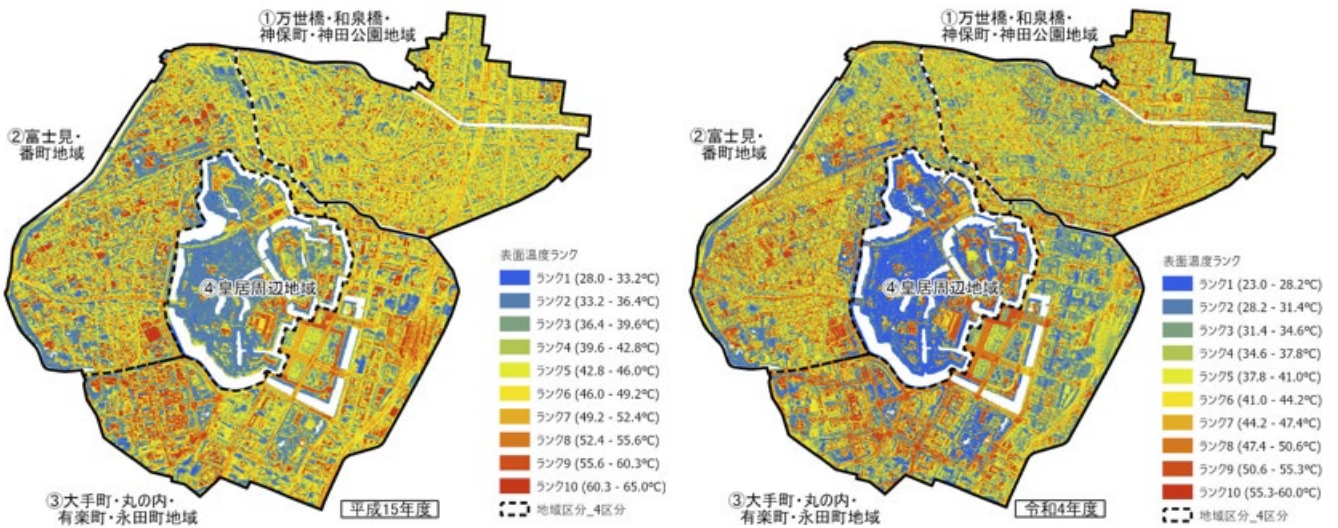 ①万世橋・和泉橋・
神保町・神田公園地域
②富士見・
番町地域
④皇居周辺地域
③大手町・丸の内・
有楽町・永田町地域
平成15年度
表面温度ランク
ランク1 (28.0 - 33.2℃)
ランク2 (33.2 - 36.4℃)
ランク3 (36.4 - 39.6℃)
ランク4 (39.6 - 42.8℃)
ランク5 (42.8 - 46.0℃)
ランク6 (46.0 - 49.2℃)
ランク7 (49.2 - 52.4℃)
ランク8 (52.4 - 55.6℃)
ランク9 (55.6 - 60.3℃)
ランク10 (60.3 - 65.0℃)
地域区分_4区分
①万世橋・和泉橋・
神保町・神田公園地域
②富士見・
番町地域
④皇居周辺地域
③大手町・丸の内・
有楽町・永田町地域
令和4年度
表面温度ランク
ランク1 (23.0 - 28.2℃)
ランク2 (28.2 - 31.4℃)
ランク3 (31.4 - 34.6℃)
ランク4 (34.6 - 37.8℃)
ランク5 (37.8 - 41.0℃)
ランク6 (41.0 - 44.2℃)
ランク7 (44.2 - 47.4℃)
ランク8 (47.4 - 50.6℃)
ランク9 (50.6 - 55.3℃)
ランク10 (55.3-60.0℃)
地域区分_4区分